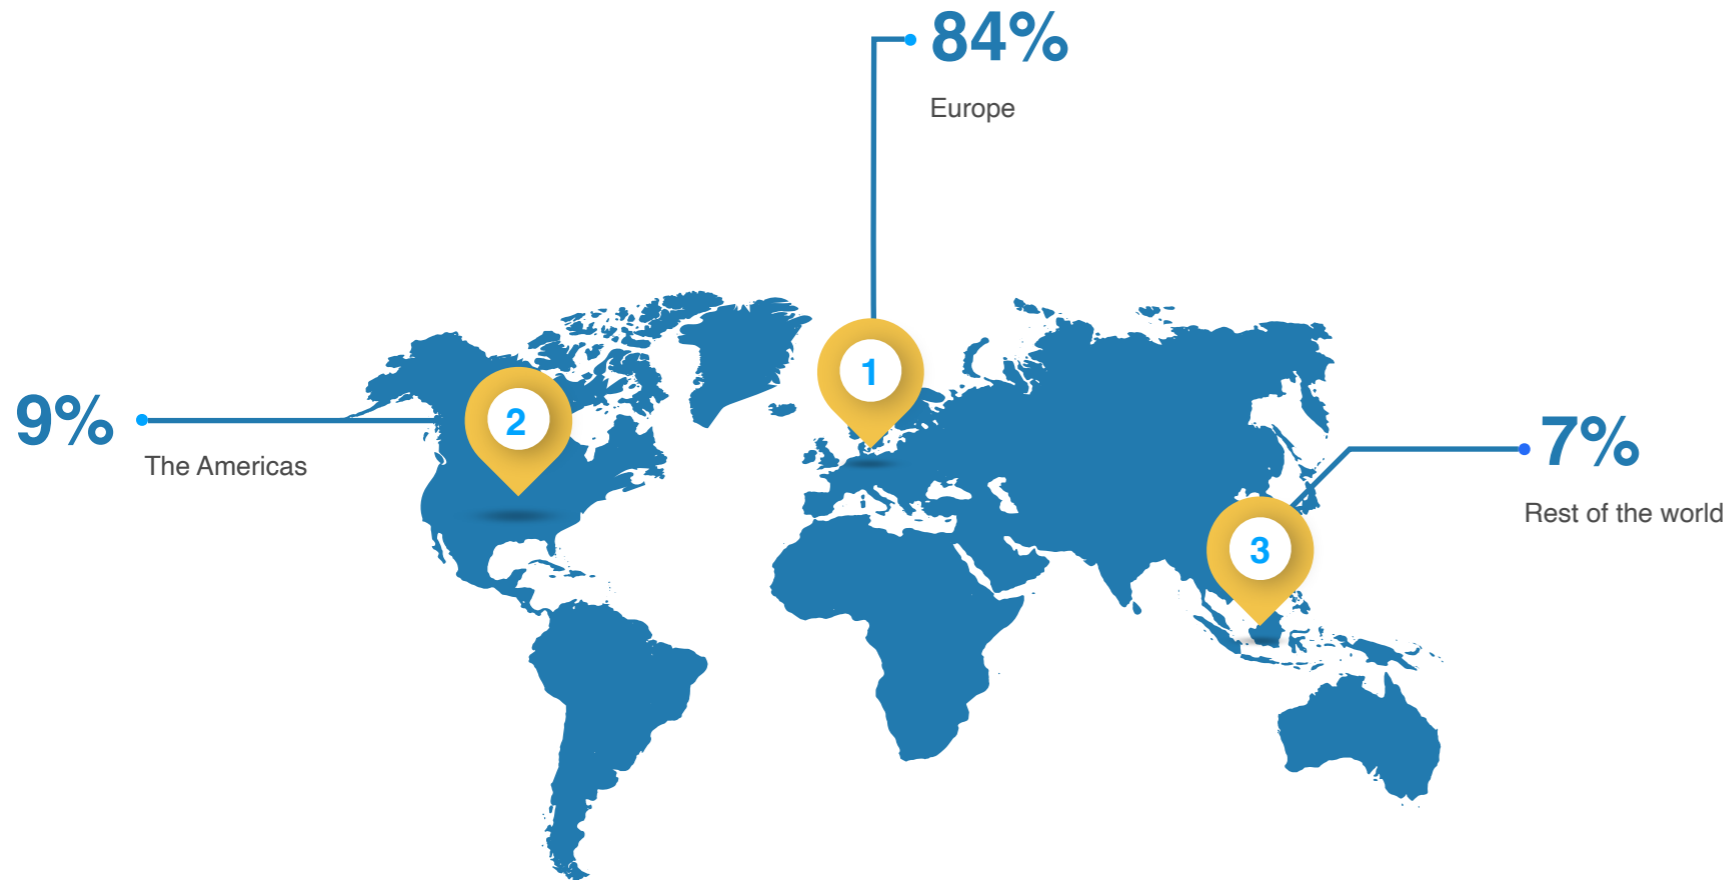 84%
Europe
1
2
9%
The Americas
7%
Rest of the world
3